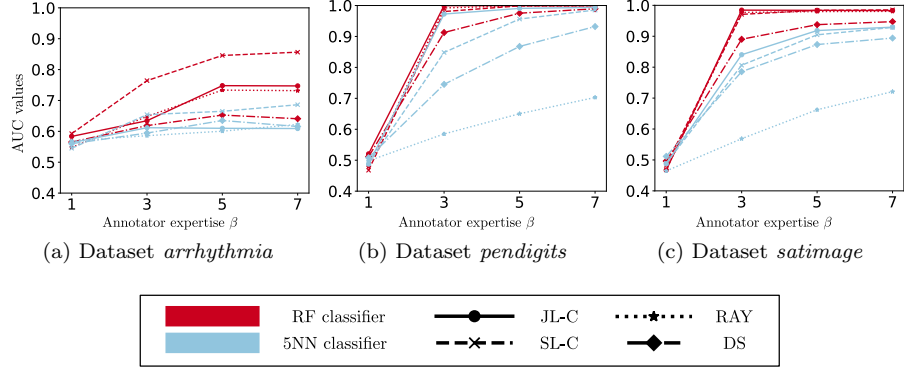 1.0 1.0 1.0
0.9 0.9 0.9
0.8 0.8 0.8
0.7 0.7 0.7
0.6 0.6 0.6
0.5 0.5 0.5
0.4 0.4 0.4
AUC values
1 3 5 7 1 3 5 7 1 3 5 7
Annotator expertise β Annotator expertise β Annotator expertise β
(a) Dataset arrhythmia (b) Dataset pendigits (c) Dataset satimage
RF classifier JL-C RAY
5NN classifier SL-C DS